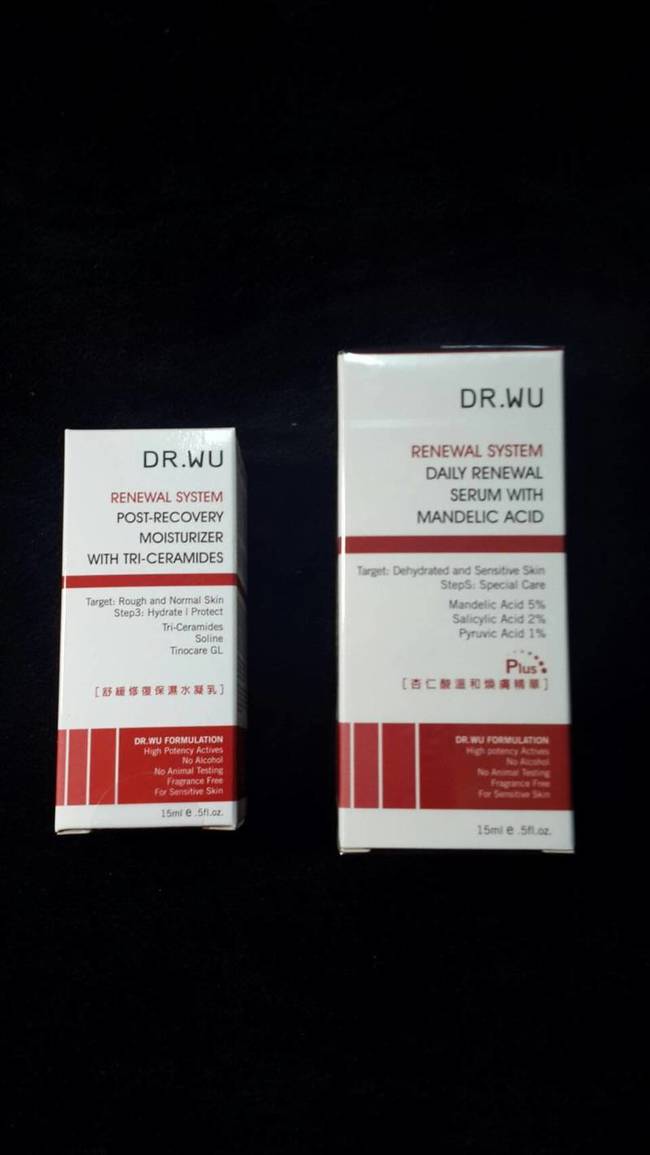 DR.WU
RENEWAL SYSTEM
POST-RECOVERY
MOISTURIZER
WITH TRI-CERAMIDES
Target: Rough and Normal Skin
Step3: Hydrate | Protect
Tri-Ceramides
Soline
Tinocare GL
[舒緩修復保濕水凝乳]
DR.WU FORMULATION
High Potency Actives
No Alcohol
No Animal Testing
Fragrance Free
For Sensitive Skin
15ml e .5fl.oz.
DR.WU
RENEWAL SYSTEM
DAILY RENEWAL
SERUM WITH
MANDELIC ACID
Target: Dehydrated and Sensitive Skin
StepS: Special Care
Mandelic Acid 5%
Salicylic Acid 2%
Pyruvic Acid 1%
Plus
[杏仁酸溫和煥膚精華]
DR.WU FORMULATION
High potency Actives
No Alcohol
No Animal Testing
Fragrance Free
For Sensitive Skin
15ml e .5fl.oz.